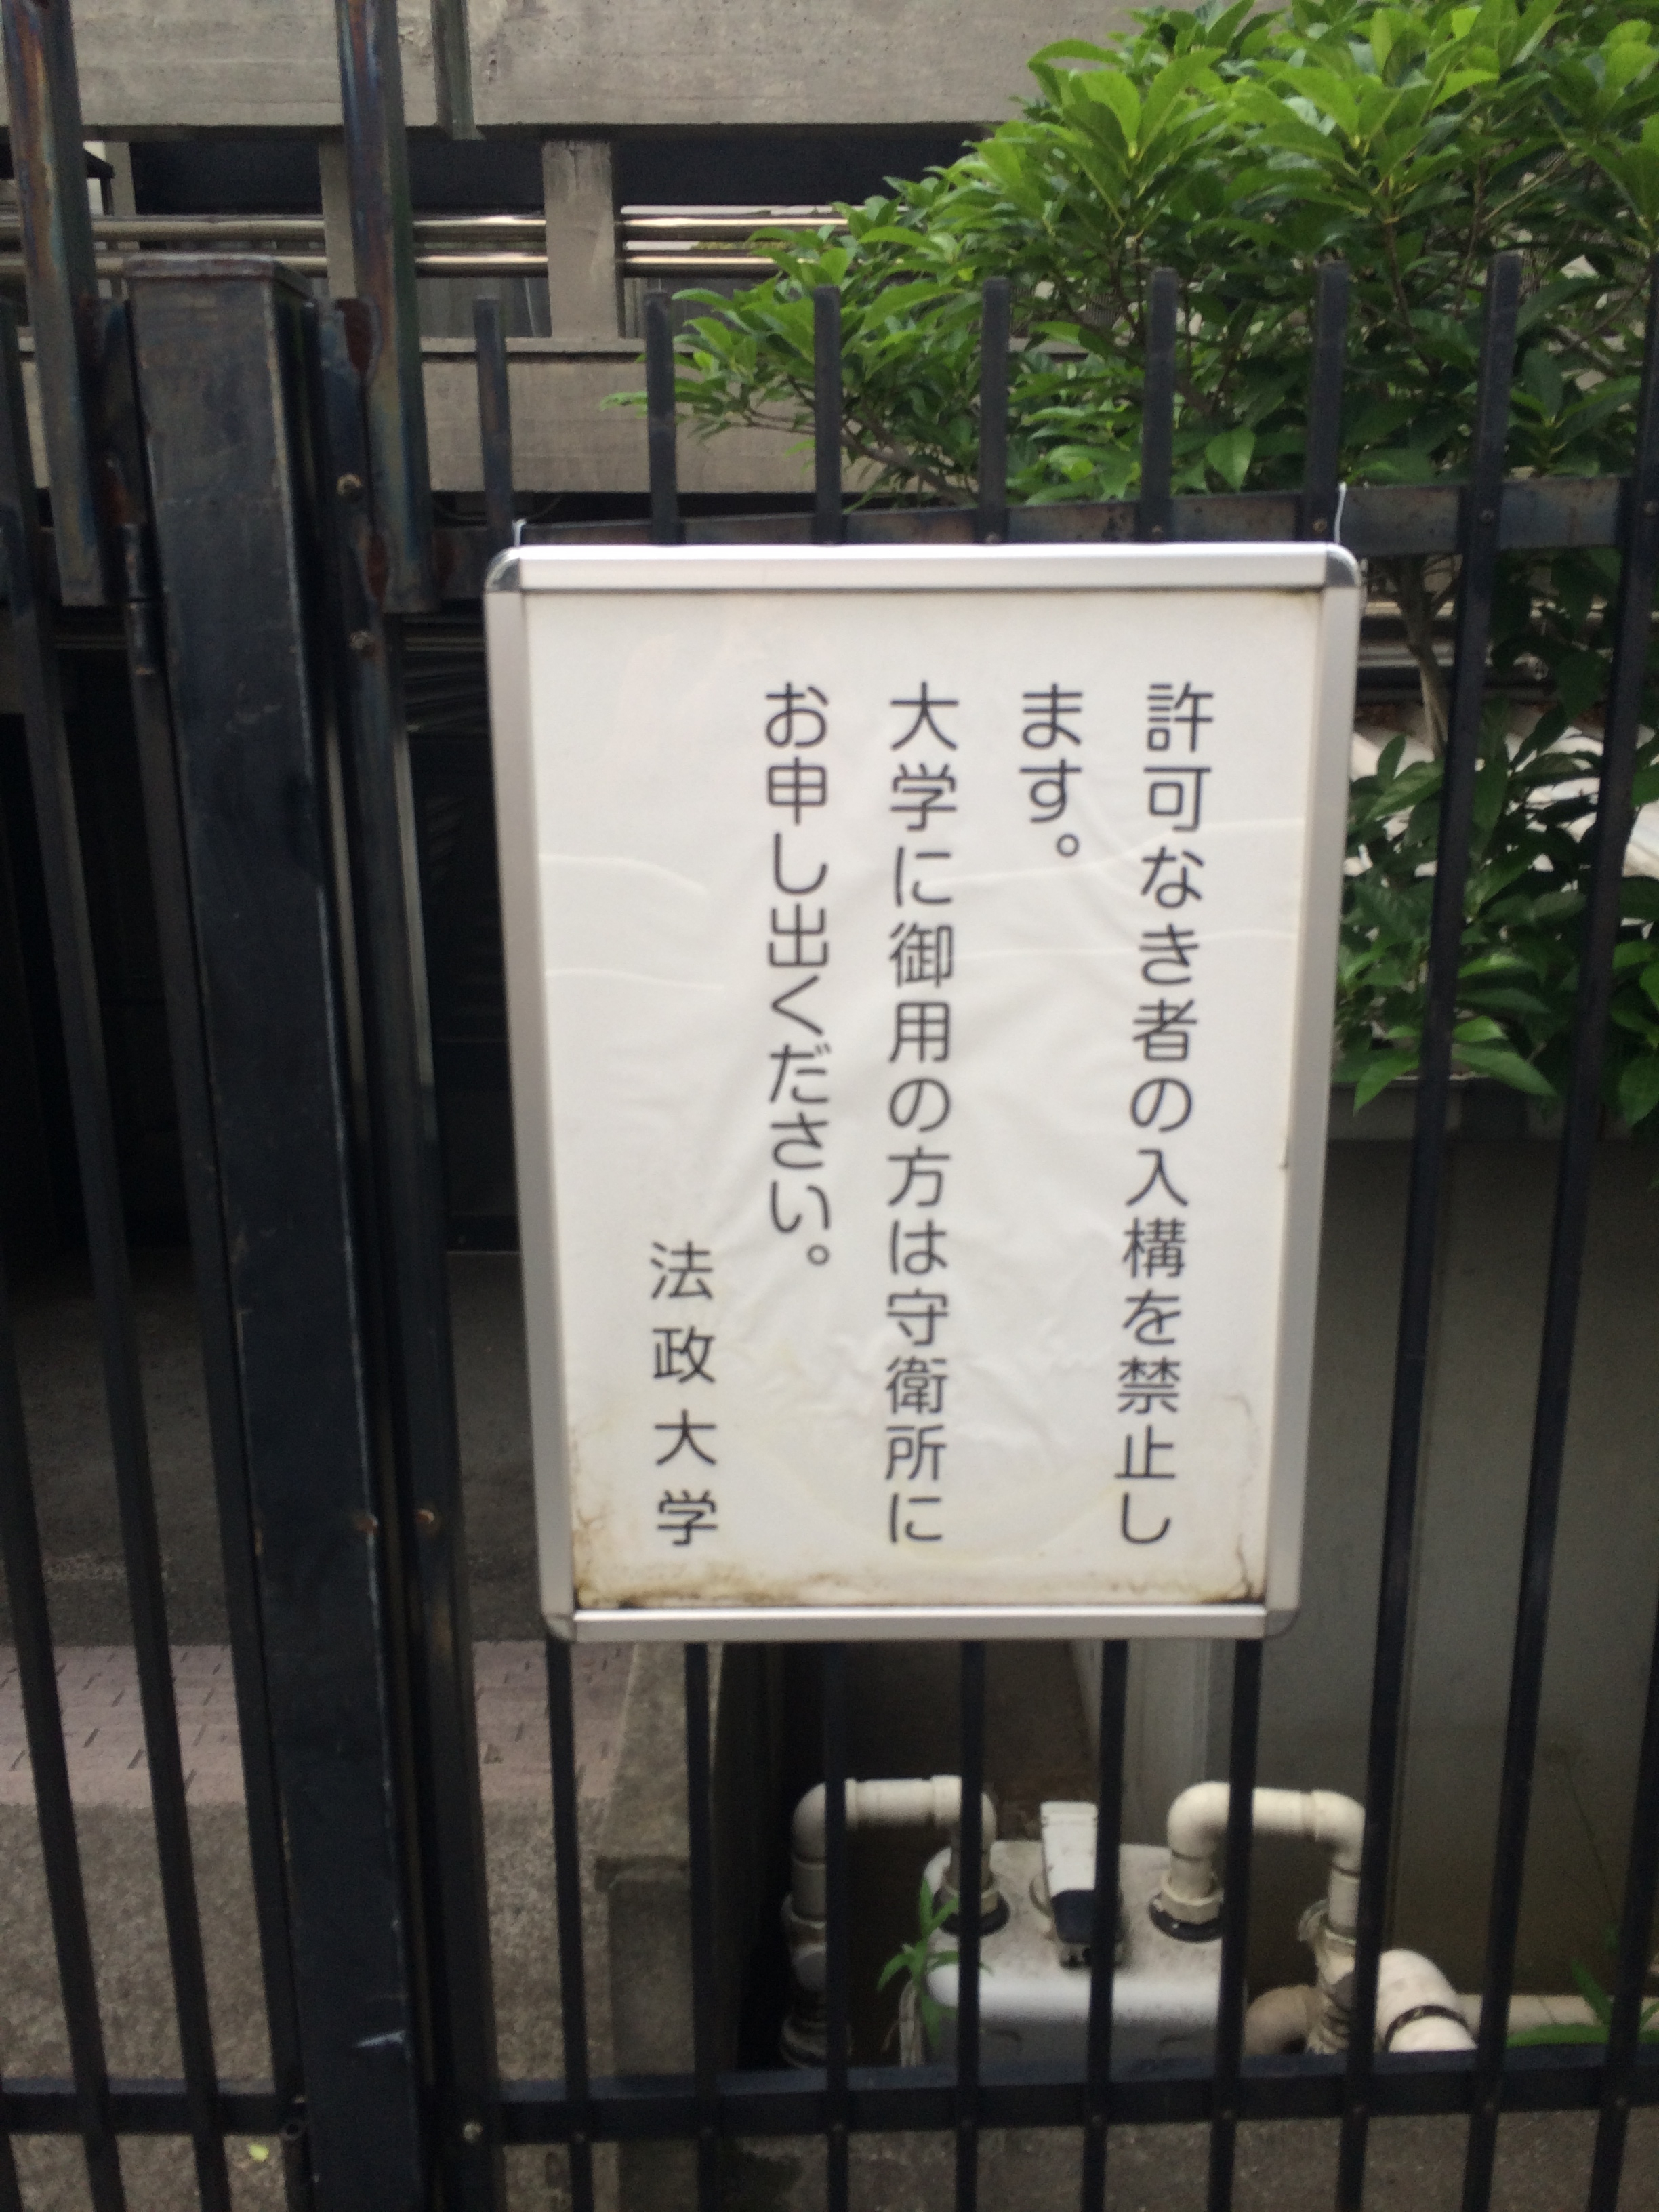 許可なき者の入構を禁止し
ます。
大学に御用の方は守衛所に
お申し出ください。
法政大学